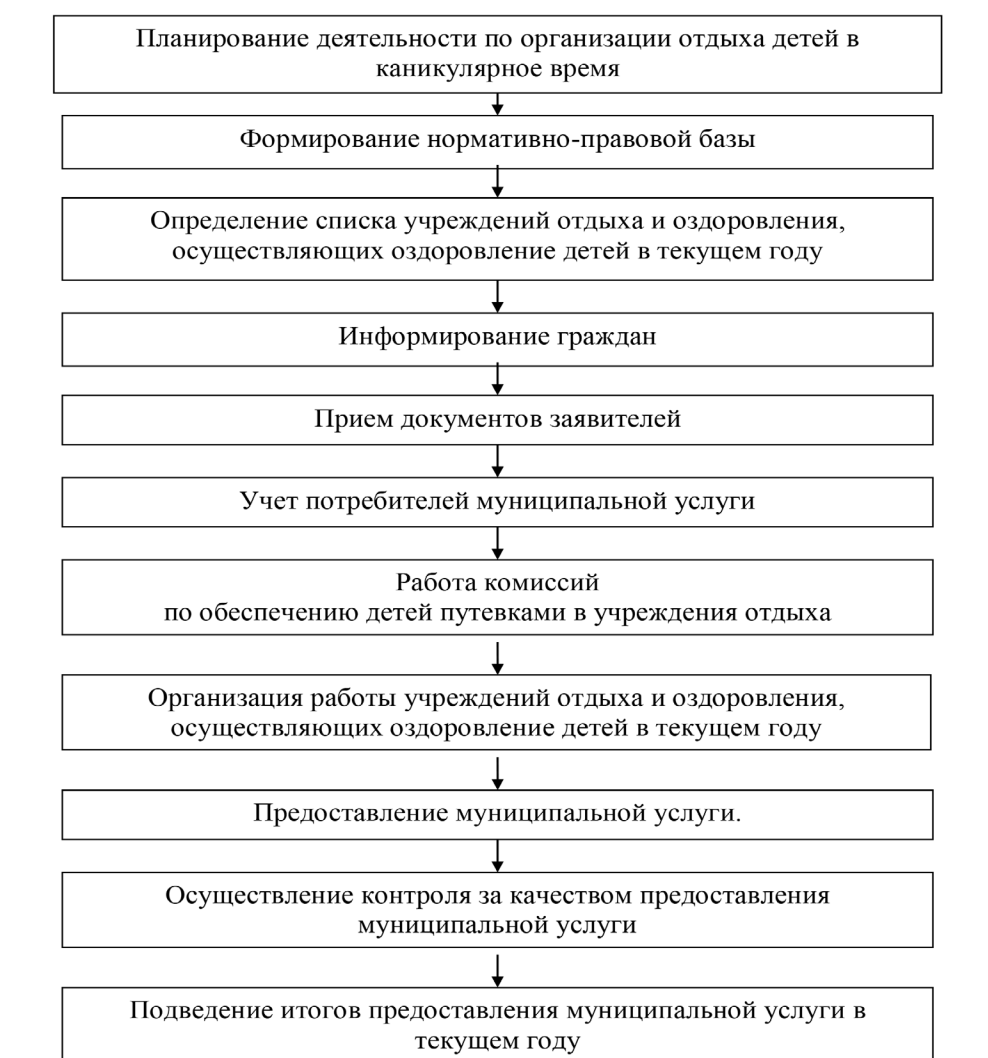 Планирование деятельности по организации отдыха детей в
каникулярное время
Формирование нормативно-правовой базы
Определение списка учреждений отдыха и оздоровления,
осуществляющих оздоровление детей в текущем году
Информирование граждан
Прием документов заявителей
Учет потребителей муниципальной услуги
Работа комиссий
по обеспечению детей путевками в учреждения отдыха
Организация работы учреждений отдыха и оздоровления,
осуществляющих оздоровление детей в текущем году
Предоставление муниципальной услуги.
Осуществление контроля за качеством предоставления
муниципальной услуги
Подведение итогов предоставления муниципальной услуги в
текущем году